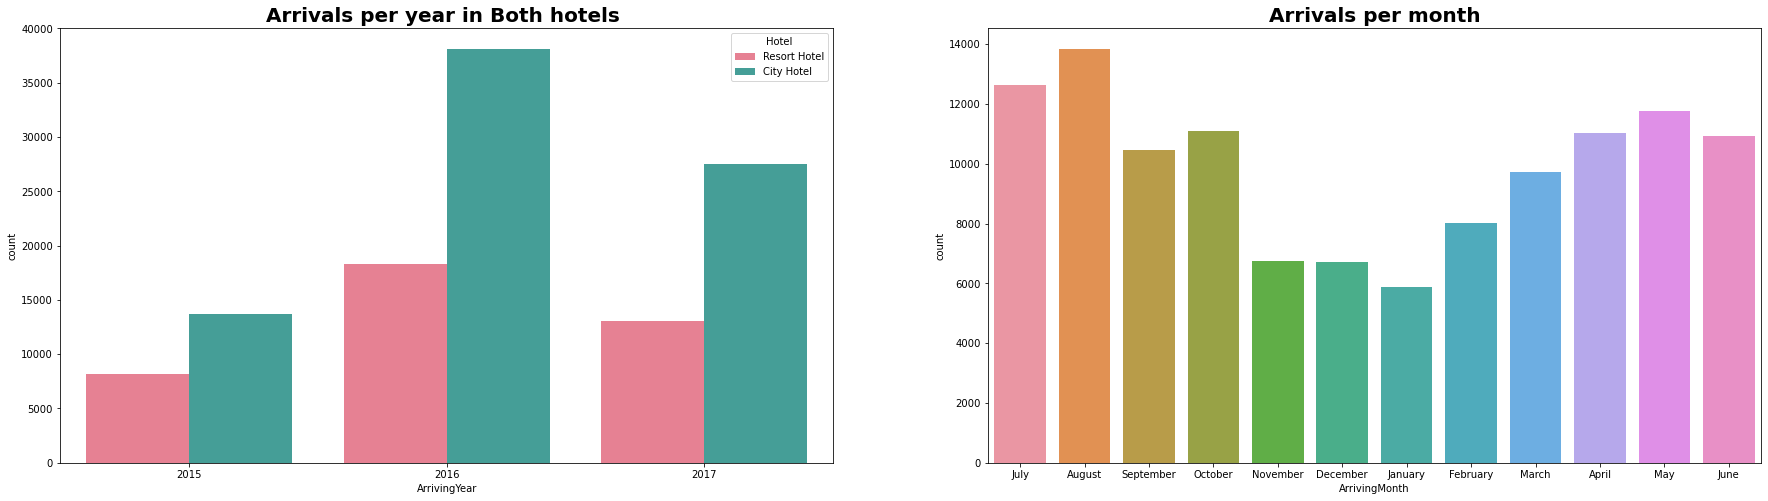 Arrivals per year in Both hotels
40000
35000
30000
25000
20000
15000
10000
5000
0
count
Hotel
Resort Hotel
City Hotel
2015 2016 2017
ArrivingYear
Arrivals per month
14000
12000
10000
8000
6000
4000
2000
0
count
July August September October November December January February March April May June
ArrivingMonth